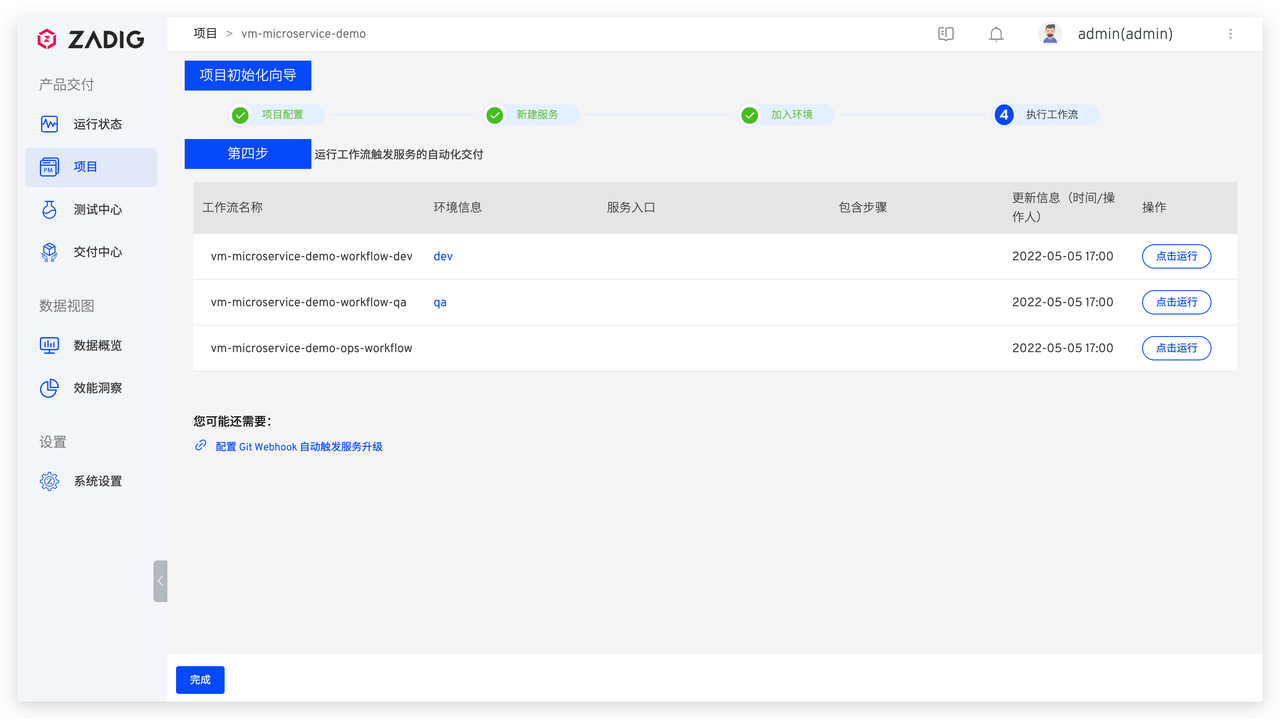 ZADIG
产品交付
运行状态
PM
项目
测试中心
交付中心
数据视图
数据概览
效能洞察
设置
系统设置
项目 > vm-microservice-demo
admin(admin)
项目初始化向导
项目配置
新建服务
加入环境
4 执行工作流
第四步 运行工作流触发服务的自动化交付
工作流名称 环境信息 服务入口 包含步骤 更新信息（时间/操
作人） 操作
vm-microservice-demo-workflow-dev dev 2022-05-05 17:00 点击运行
vm-microservice-demo-workflow-qa qa 2022-05-05 17:00 点击运行
vm-microservice-demo-ops-workflow 2022-05-05 17:00 点击运行
您可能还需要：
配置 Git Webhook 自动触发服务升级
完成